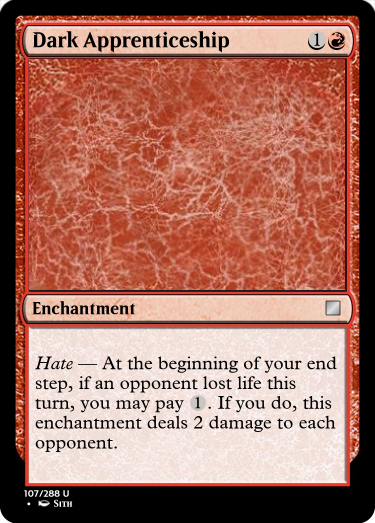 Dark Apprenticeship 1
Enchantment
Hate — At the beginning of your end
step, if an opponent lost life this
turn, you may pay 1. If you do, this
enchantment deals 2 damage to each
opponent.
107/288 U
• Sith